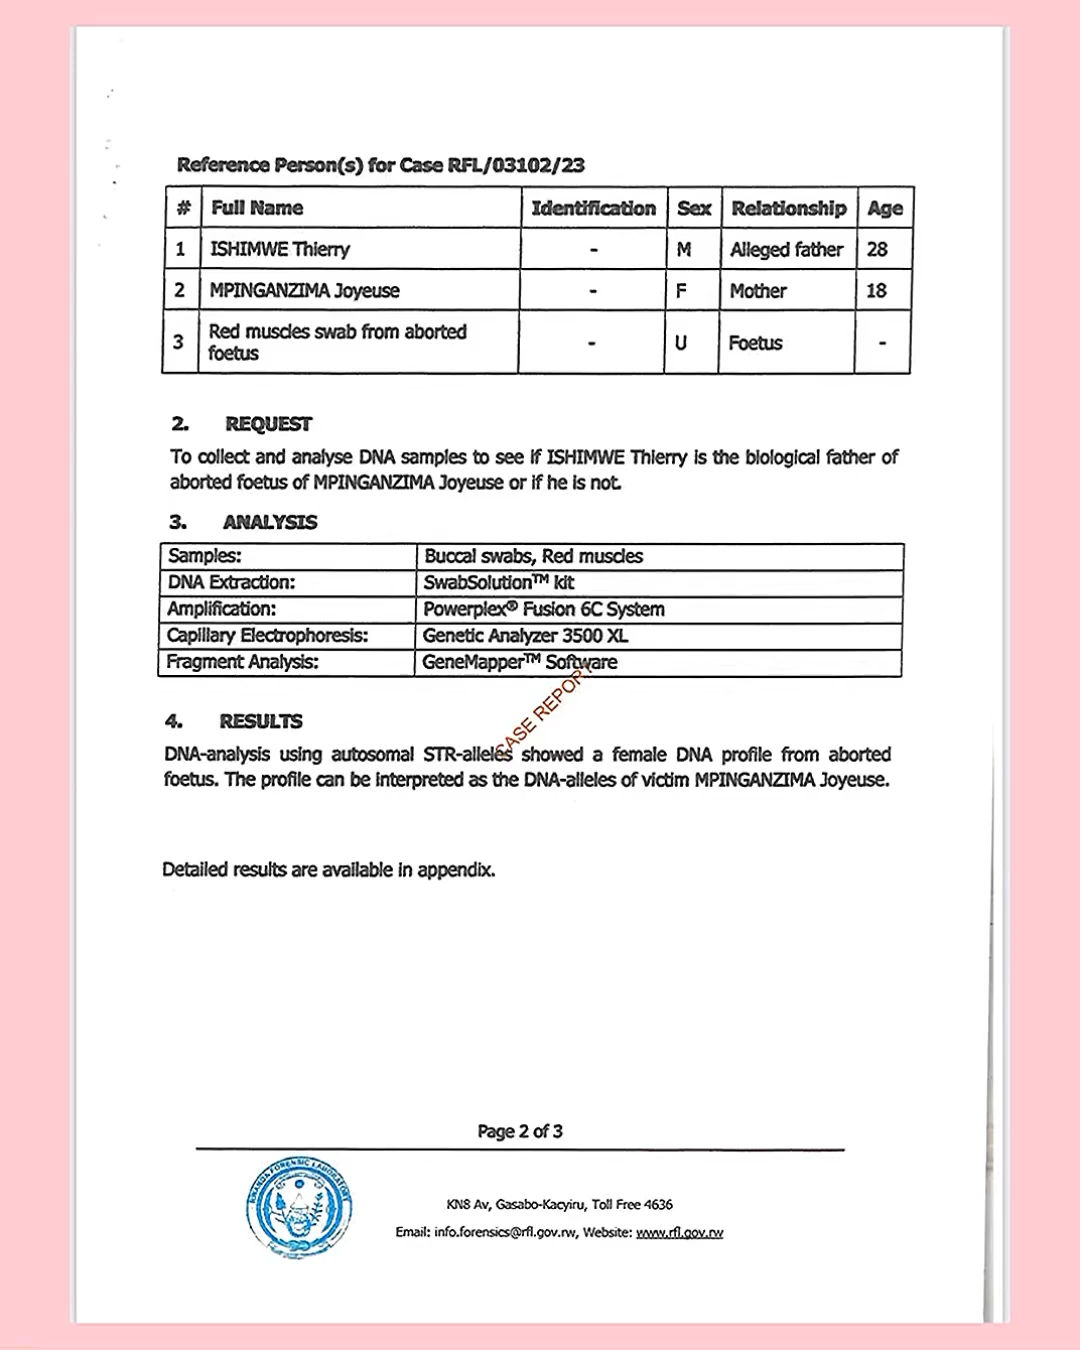 Reference Person(s) for Case RFL/03102/23
# Full Name Identification Sex Relationship Age
1 ISHIMWE Thierry - M Alleged father 28
2 MPINGANZIMA Joyeuse - F Mother 18
3 Red muscles swab from aborted foetus - U Foetus -
2. REQUEST
To collect and analyse DNA samples to see if ISHIMWE Thierry is the biological father of
aborted foetus of MPINGANZIMA Joyeuse or if he is not.
3. ANALYSIS
Samples: Buccal swabs, Red muscles
DNA Extraction: SwabSolution™ kit
Amplification: Powerplex® Fusion 6C System
Capillary Electrophoresis: Genetic Analyzer 3500 XL
Fragment Analysis: GeneMapper™ Software
CASE REPORT
4. RESULTS
DNA-analysis using autosomal STR-alleles showed a female DNA profile from aborted
foetus. The profile can be interpreted as the DNA-alleles of victim MPINGANZIMA Joyeuse.
Detailed results are available in appendix.
Page 2 of 3
RWANDA FORENSIC LABORATORY
KN8 Av, Gasabo-Kacyiru, Toll Free 4636
Email: info.forensics@rfl.gov.rw, Website: www.rfl.gov.rw